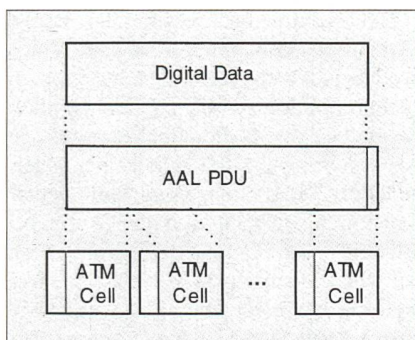 Digital Data
AAL PDU
ATM ATM ... ATM
Cell Cell Cell